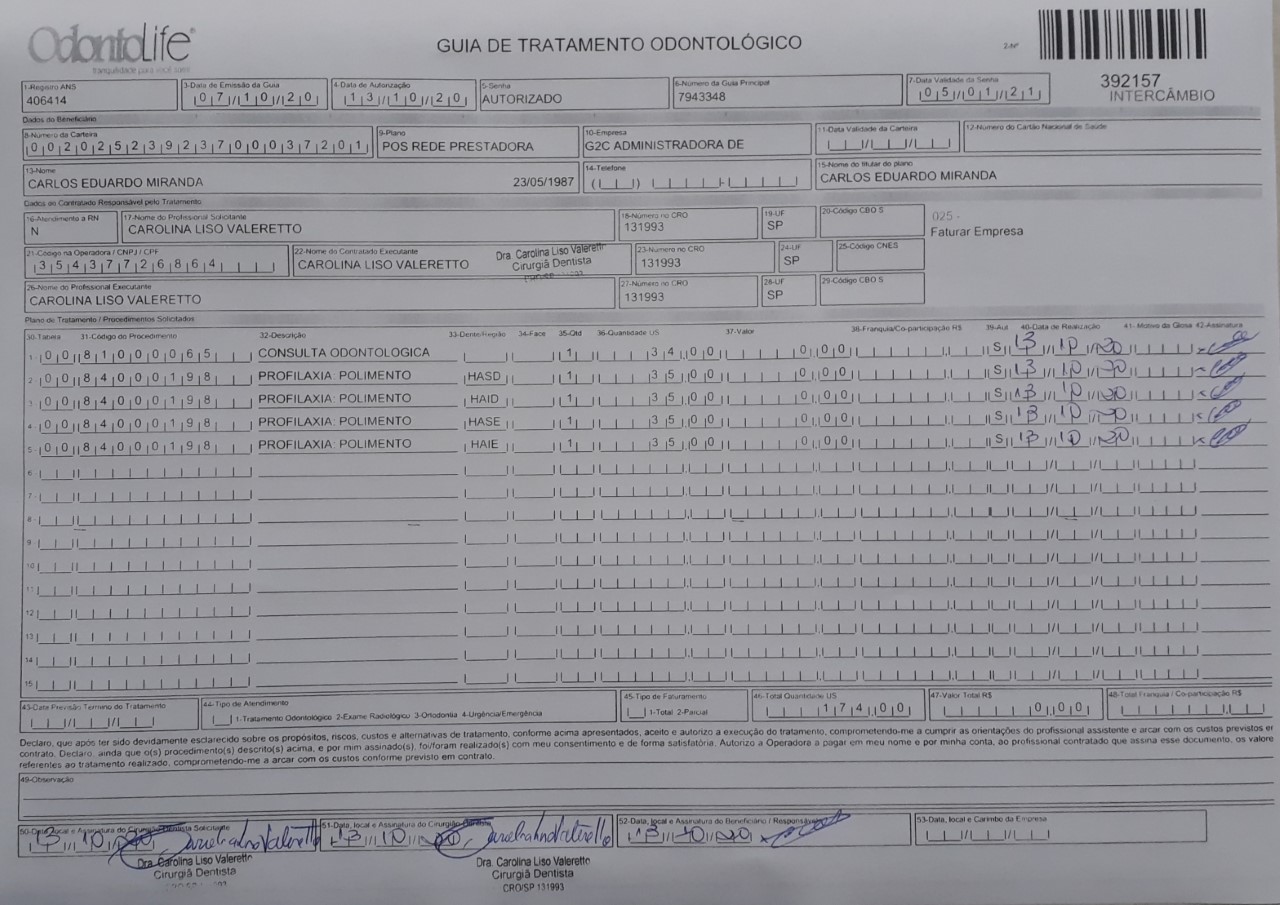 OdontoLife
tranquilidade para você sorrir
GUIA DE TRATAMENTO ODONTOLÓGICO
2-Nº
392157
INTERCÂMBIO
1-Registro ANS 3-Data de Emissão da Guia 4-Data de Autorização 5-Senha 6-Número da Guia Principal 7-Data Validade da Senha
406414 07/10/20 13/10/20 AUTORIZADO 7943348 05/01/21
Dados do Beneficiário
8-Número da Carteira 9-Plano 10-Empresa 11-Data Validade da Carteira 12-Número do Cartão Nacional de Saúde
00202523923700037201 POS REDE PRESTADORA G2C ADMINISTRADORA DE
13-Nome 14-Telefone 15-Nome do titular do plano
CARLOS EDUARDO MIRANDA 23/05/1987 CARLOS EDUARDO MIRANDA
Dados do Contratado Responsável pelo Tratamento
16-Atendimento a RN 17-Nome do Profissional Solicitante 18-Número no CRO 19-UF 20-Código CBO S
N CAROLINA LISO VALERETTO 131993 SP
025 -
Faturar Empresa
21-Código na Operadora / CNPJ / CPF 22-Nome do Contratado Executante 23-Número no CRO 24-UF 25-Código CNES
35437726864 CAROLINA LISO VALERETTO 131993 SP
Dra. Carolina Liso Valeretto
Cirurgiã Dentista
26-Nome do Profissional Executante 27-Número no CRO 28-UF 29-Código CBO S
CAROLINA LISO VALERETTO 131993 SP
Plano de Tratamento / Procedimentos Solicitados
30-Tabela 31-Código do Procedimento 32-Descrição 33-Dente/Região 34-Face 35-Qtd 36-Quantidade US 37-Valor 38-Franquia/Co-participação R$ 39-Aut 40-Data de Realização 41- Motivo da Glosa 42-Assinatura
1- 00 81000065 CONSULTA ODONTOLOGICA 1 34,00 0,00 S 13/10/20
2- 00 84000198 PROFILAXIA: POLIMENTO HASD 1 35,00 0,00 S 13/10/20
3- 00 84000198 PROFILAXIA: POLIMENTO HAID 1 35,00 0,00 S 13/10/20
4- 00 84000198 PROFILAXIA: POLIMENTO HASE 1 35,00 0,00 S 13/10/20
5- 00 84000198 PROFILAXIA: POLIMENTO HAIE 1 35,00 0,00 S 13/10/20
6-
7-
8-
9-
10
11
12
13
14
15
43-Data Previsão Termino do Tratamento 44-Tipo de Atendimento 45-Tipo de Faturamento 46-Total Quantidade US 47-Valor Total R$ 48-Total Franquia / Co-participação R$
1-Tratamento Odontológico 2-Exame Radiológico 3-Ortodontia 4-Urgência/Emergência 1-Total 2-Parcial 174,00 0,00
Declaro, que após ter sido devidamente esclarecido sobre os propósitos, riscos, custos e alternativas de tratamento, conforme acima apresentados, aceito e autorizo a execução do tratamento, comprometendo-me a cumprir as orientações do profissional assistente e arcar com os custos previstos em
contrato. Declaro, ainda que o(s) procedimento(s) descrito(s) acima, e por mim assinado(s), foi/foram realizado(s) com meu consentimento e de forma satisfatória. Autorizo a Operadora a pagar em meu nome e por minha conta, ao profissional contratado que assina esse documento, os valore
referentes ao tratamento realizado, comprometendo-me a arcar com os custos conforme previsto em contrato.
49-Observação
50-Data, local e Assinatura do Cirurgião Dentista Solicitante 51-Data, local e Assinatura do Cirurgião Dentista 52-Data, local e Assinatura do Beneficiário / Responsável 53-Data, local e Carimbo da Empresa
13/10/20 13/10/20 13/10/20
Dra. Carolina Liso Valeretto Dra. Carolina Liso Valeretto
Cirurgiã Dentista Cirurgiã Dentista
CRO/SP 131993